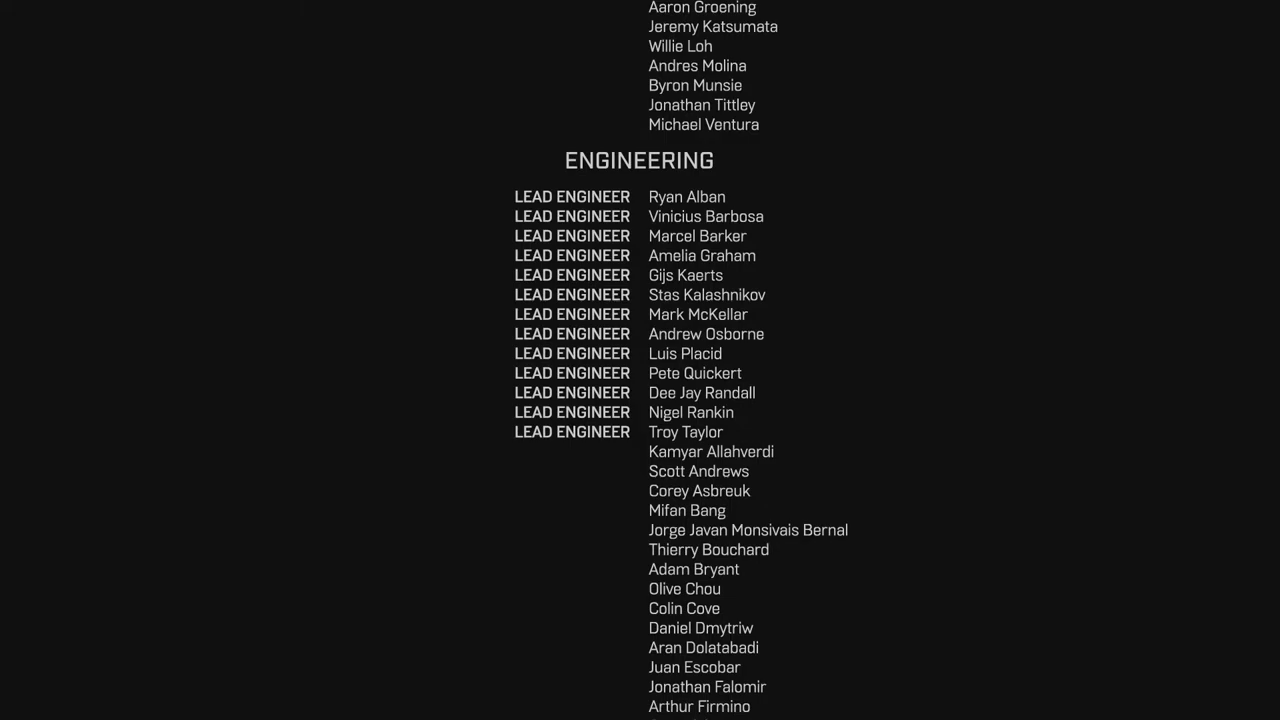 Aaron Groening
Jeremy Katsumata
Willie Loh
Andres Molina
Byron Munsie
Jonathan Tittley
Michael Ventura
ENGINEERING
LEAD ENGINEER Ryan Alban
LEAD ENGINEER Vinicius Barbosa
LEAD ENGINEER Marcel Barker
LEAD ENGINEER Amelia Graham
LEAD ENGINEER Gijs Kaerts
LEAD ENGINEER Stas Kalashnikov
LEAD ENGINEER Mark McKellar
LEAD ENGINEER Andrew Osborne
LEAD ENGINEER Luis Placid
LEAD ENGINEER Pete Quickert
LEAD ENGINEER Dee Jay Randall
LEAD ENGINEER Nigel Rankin
LEAD ENGINEER Troy Taylor
Kamyar Allahverdi
Scott Andrews
Corey Asbreuk
Mifan Bang
Jorge Javan Monsivais Bernal
Thierry Bouchard
Adam Bryant
Olive Chou
Colin Cove
Daniel Dmytriw
Aran Dolatabadi
Juan Escobar
Jonathan Falomir
Arthur Firmino